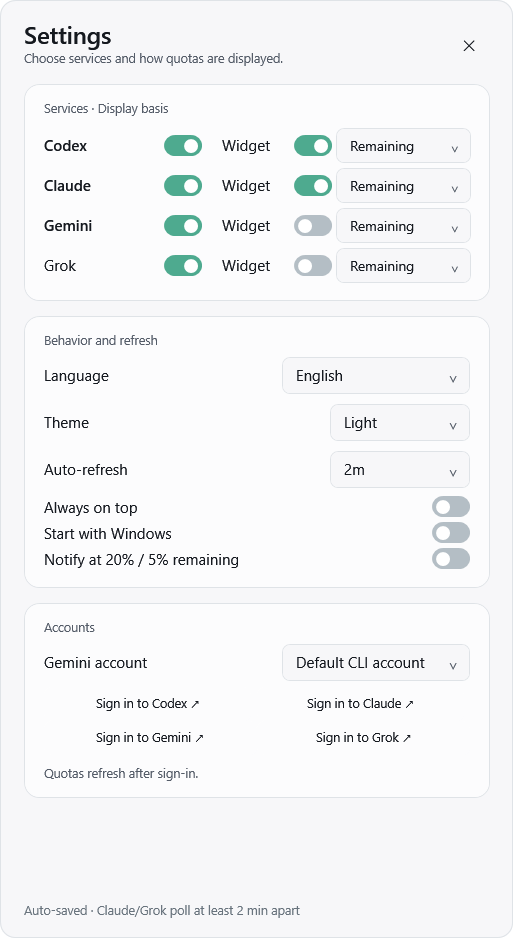 Settings
Choose services and how quotas are displayed.
Services · Display basis
Codex Widget Remaining
Claude Widget Remaining
Gemini Widget Remaining
Grok Widget Remaining
Behavior and refresh
Language English
Theme Light
Auto-refresh 2m
Always on top
Start with Windows
Notify at 20% / 5% remaining
Accounts
Gemini account Default CLI account
Sign in to Codex ↗ Sign in to Claude ↗
Sign in to Gemini ↗ Sign in to Grok ↗
Quotas refresh after sign-in.
Auto-saved · Claude/Grok poll at least 2 min apart